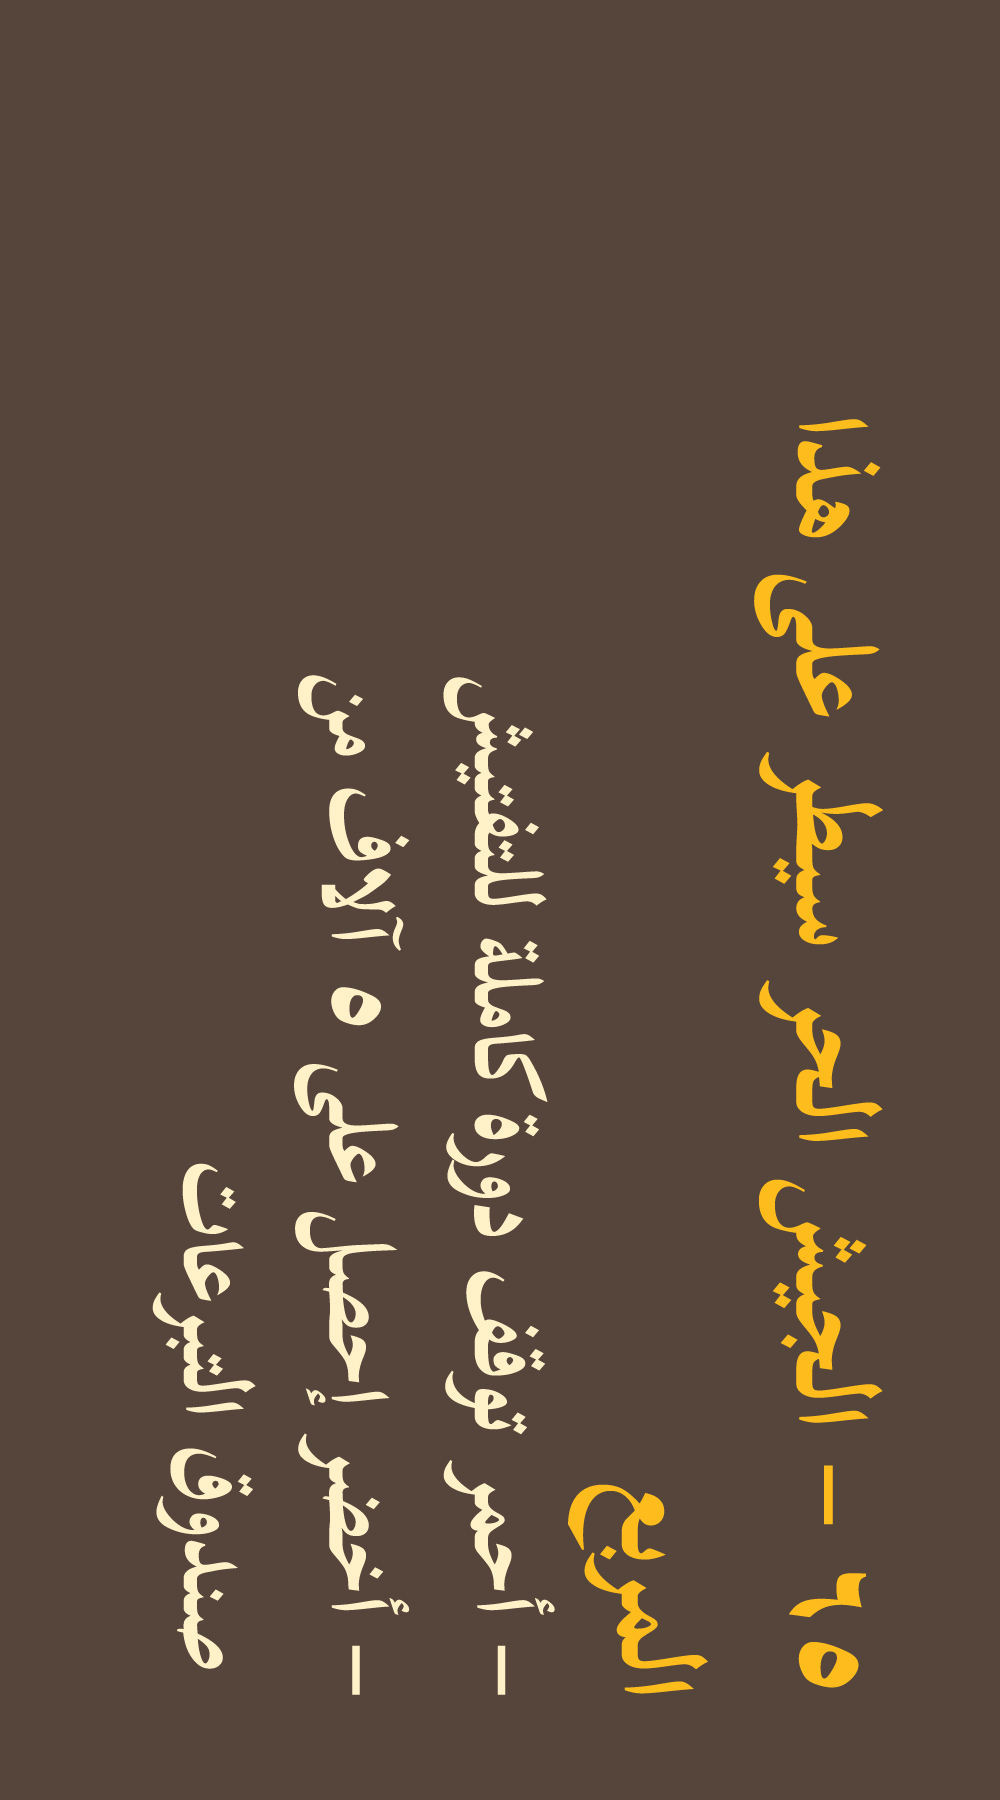 ٦٥ – الجيش الحر سيطر على هذا
المربع
– أحمر توقف دورة كاملة للتفتيش
– أخضر إحصل على ٥ آلاف من
صندوق التبرعات